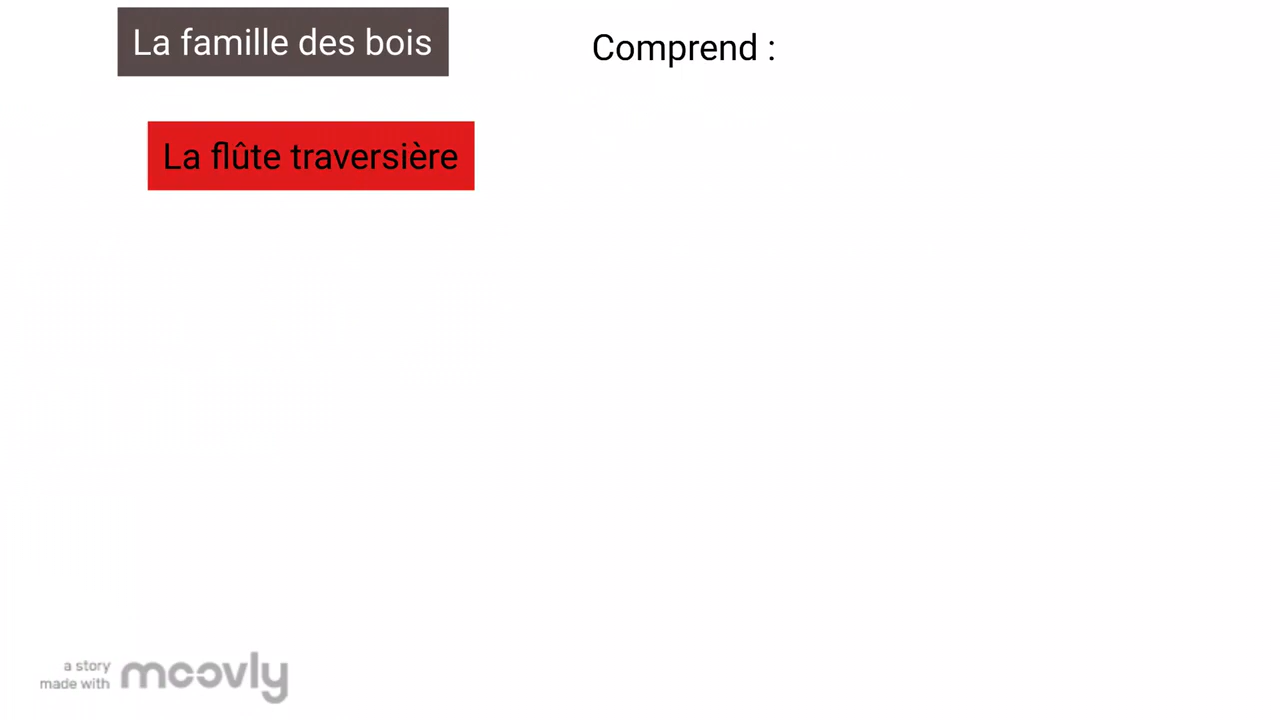 La famille des bois
Comprend :
La flûte traversière
a story
made with moovly